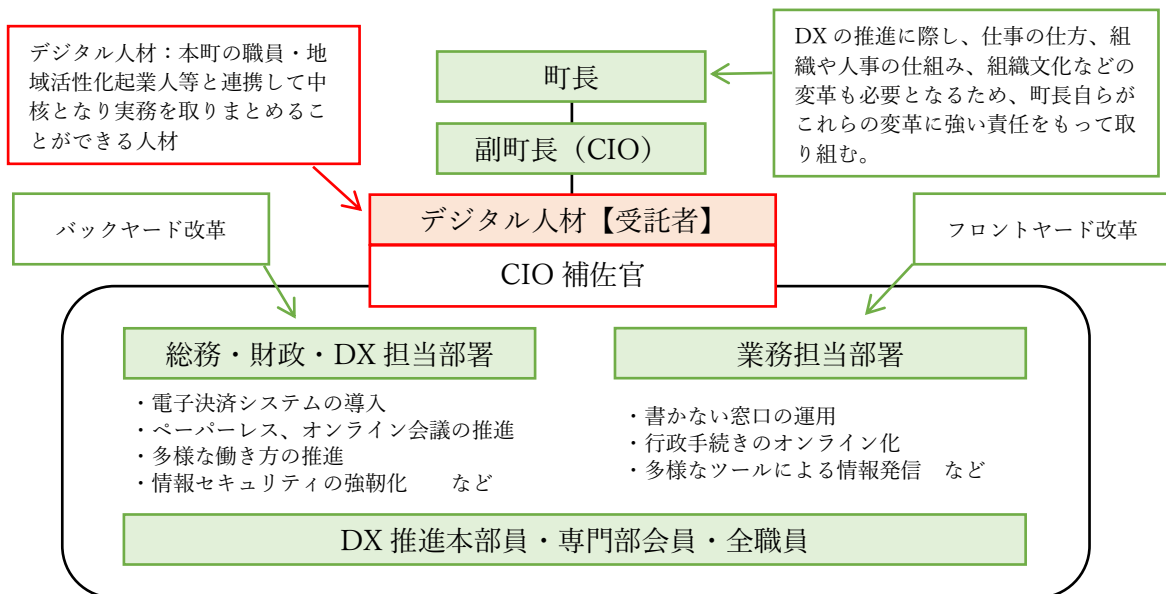 デジタル人材：本町の職員・地
域活性化起業人等と連携して中
核となり実務を取りまとめるこ
とができる人材
町長
DX の推進に際し、仕事の仕方、組
織や人事の仕組み、組織文化などの
変革も必要となるため、町長自らが
これらの変革に強い責任をもって取
り組む。
副町長（CIO）
バックヤード改革
デジタル人材【受託者】
フロントヤード改革
CIO 補佐官
総務・財政・DX 担当部署
・電子決済システムの導入
・ペーパーレス、オンライン会議の推進
・多様な働き方の推進
・情報セキュリティの強靭化　　など
業務担当部署
・書かない窓口の運用
・行政手続きのオンライン化
・多様なツールによる情報発信　など
DX 推進本部員・専門部会員・全職員